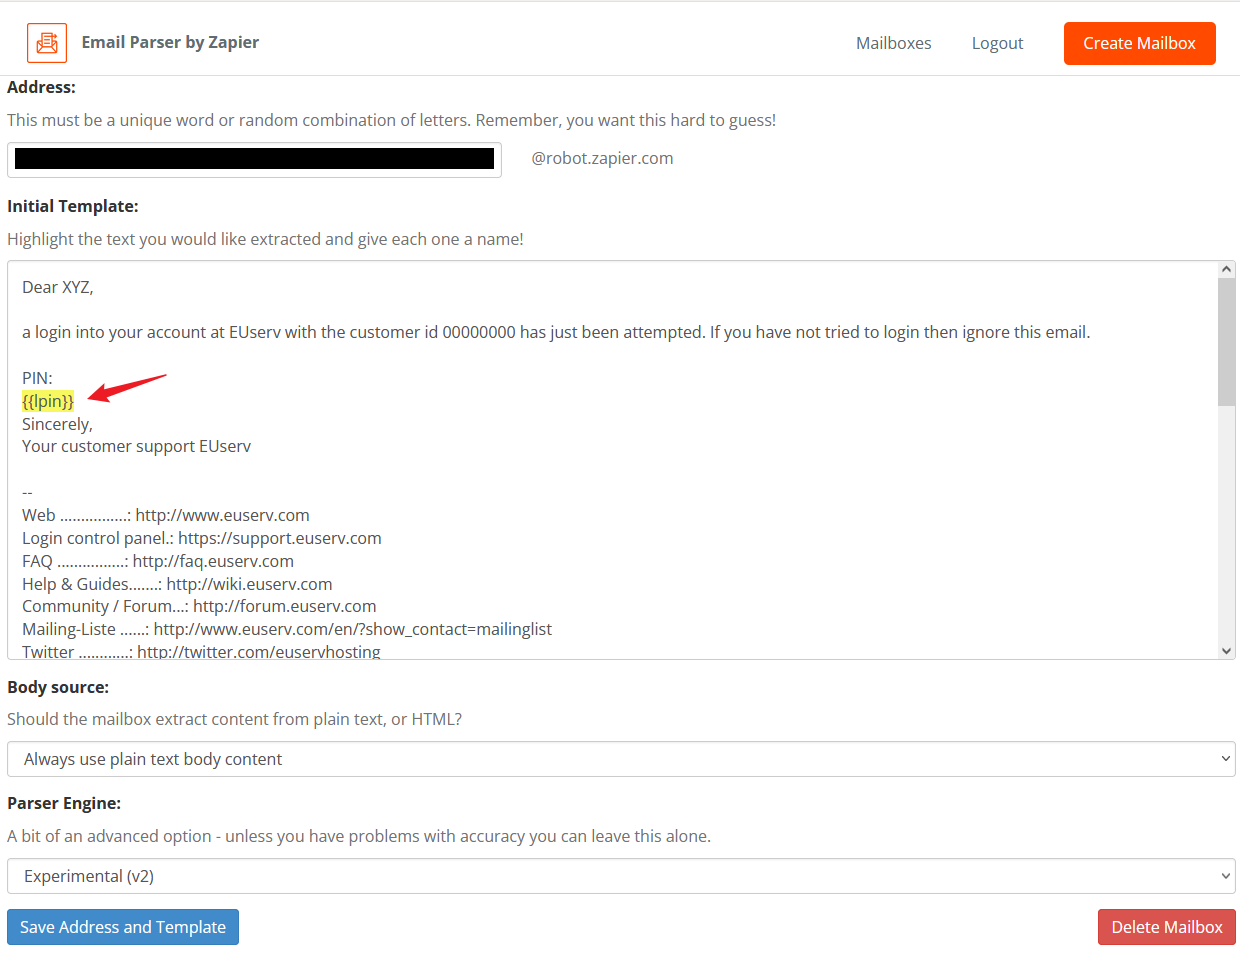 Email Parser by Zapier
Mailboxes
Logout
Create Mailbox
Address:
This must be a unique word or random combination of letters. Remember, you want this hard to guess!
@robot.zapier.com
Initial Template:
Highlight the text you would like extracted and give each one a name!
Dear XYZ,
a login into your account at EUserv with the customer id 00000000 has just been attempted. If you have not tried to login then ignore this email.
PIN:
{{lpin}}
Sincerely,
Your customer support EUserv
--
Web ................: http://www.euserv.com
Login control panel.: https://support.euserv.com
FAQ ................: http://faq.euserv.com
Help & Guides.......: http://wiki.euserv.com
Community / Forum...: http://forum.euserv.com
Mailing-Liste ......: http://www.euserv.com/en/?show_contact=mailinglist
Twitter ............: http://twitter.com/euservhosting
Body source:
Should the mailbox extract content from plain text, or HTML?
Always use plain text body content
Parser Engine:
A bit of an advanced option - unless you have problems with accuracy you can leave this alone.
Experimental (v2)
Save Address and Template
Delete Mailbox